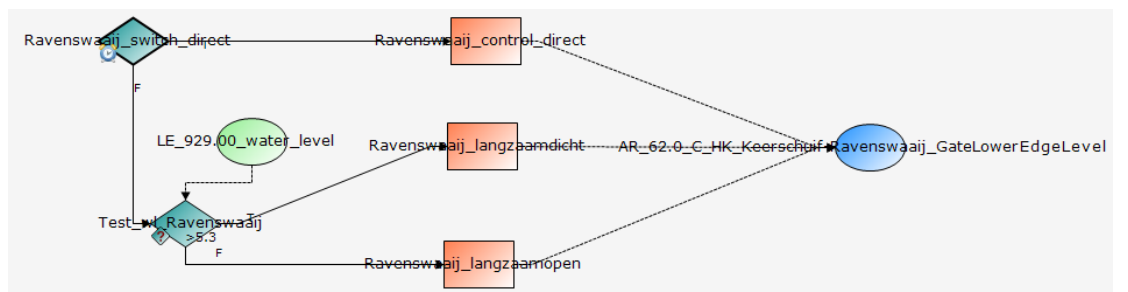 Ravenswaaij_switch_direct
T
Ravenswaaij_control_direct
F
LE_929.00_water_level
Ravenswaaij_langzaamdicht
AR_62.0_C_HK_Keerschuif-Ravenswaaij_GateLowerEdgeLevel
Test_wl_Ravenswaaij
T
>5.3
?
F
Ravenswaaij_langzaamopen